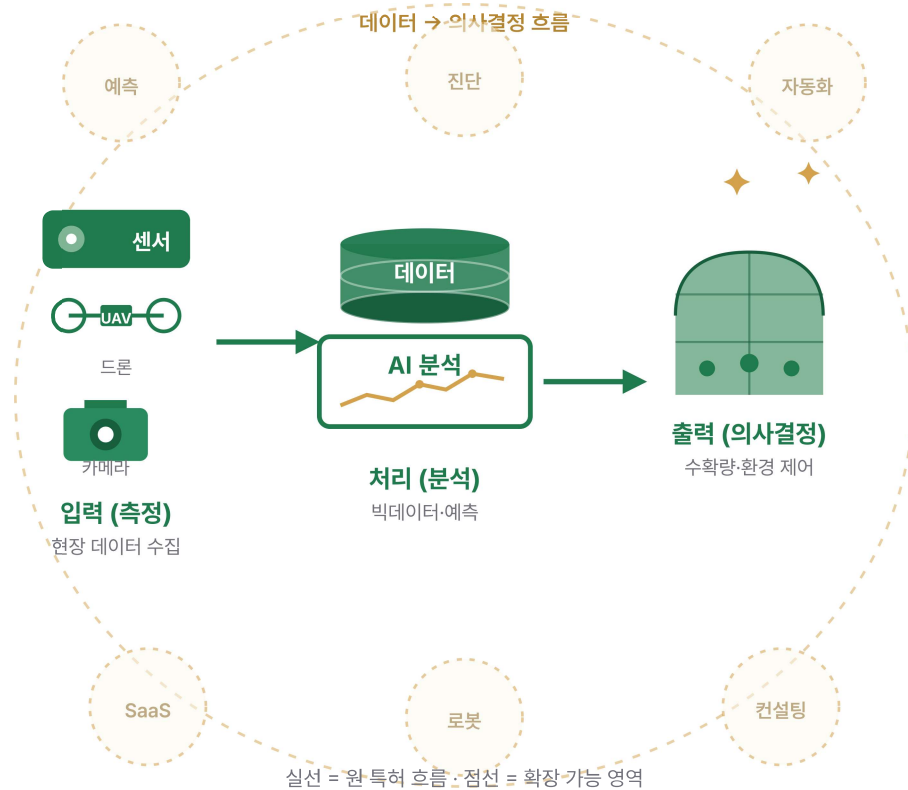 데이터 → 의사결정 흐름
예측
진단
자동화
센서
UAV
드론
카메라
입력 (측정)
현장 데이터 수집
데이터
AI 분석
처리 (분석)
빅데이터·예측
출력 (의사결정)
수확량·환경 제어
SaaS
로봇
컨설팅
실선 = 원 특허 흐름 · 점선 = 확장 가능 영역